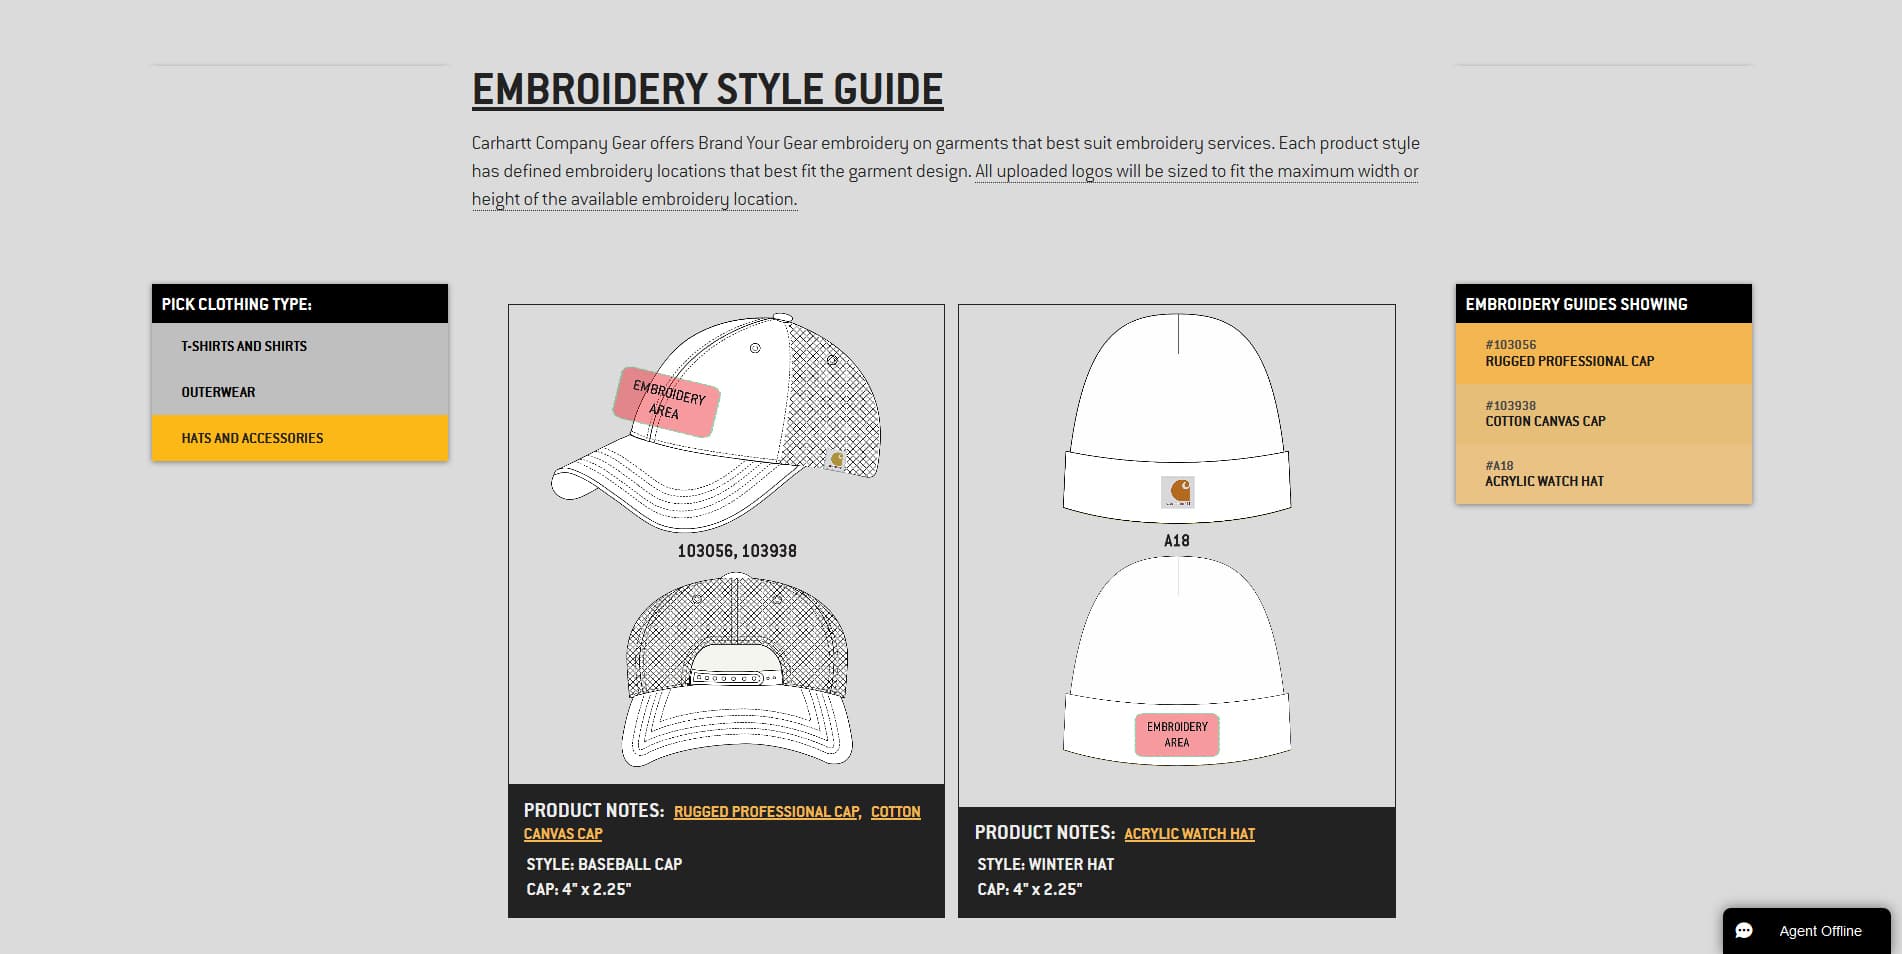 EMBROIDERY STYLE GUIDE
Carhartt Company Gear offers Brand Your Gear embroidery on garments that best suit embroidery services. Each product style
has defined embroidery locations that best fit the garment design. All uploaded logos will be sized to fit the maximum width or
height of the available embroidery location.
PICK CLOTHING TYPE:
T-SHIRTS AND SHIRTS
OUTERWEAR
HATS AND ACCESSORIES
EMBROIDERY
AREA
103056, 103938
PRODUCT NOTES: RUGGED PROFESSIONAL CAP, COTTON
CANVAS CAP
STYLE: BASEBALL CAP
CAP: 4" x 2.25"
A18
EMBROIDERY
AREA
PRODUCT NOTES: ACRYLIC WATCH HAT
STYLE: WINTER HAT
CAP: 4" x 2.25"
EMBROIDERY GUIDES SHOWING
#103056
RUGGED PROFESSIONAL CAP
#103938
COTTON CANVAS CAP
#A18
ACRYLIC WATCH HAT
Agent Offline